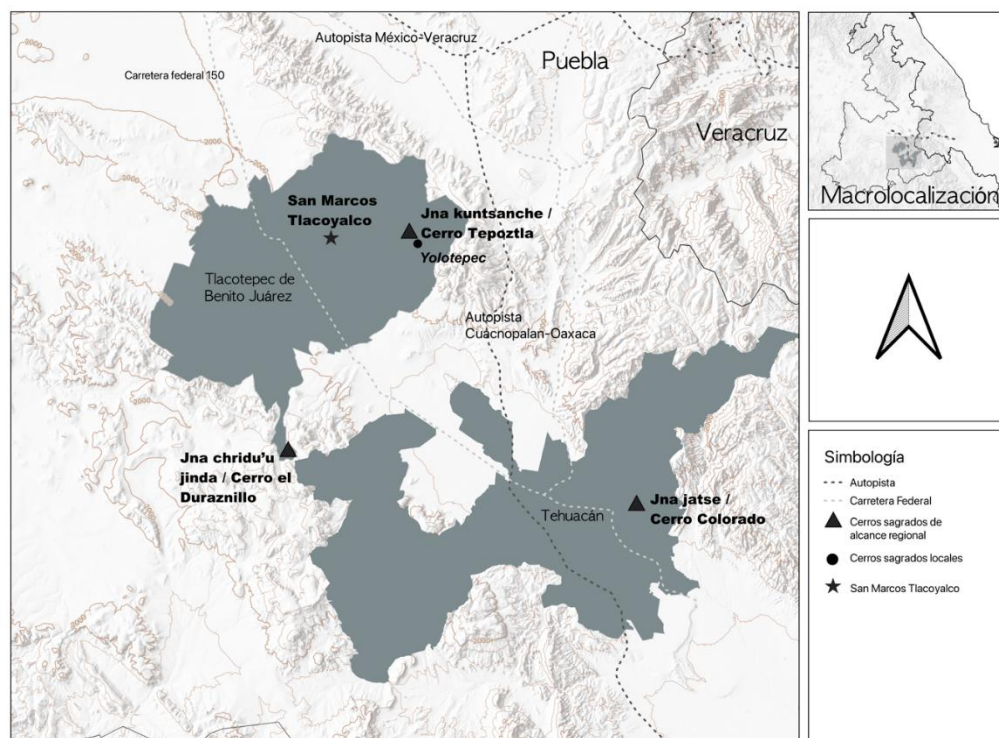 Autopista México-Veracruz
Puebla
Carretera federal 150
2000
Veracruz
San Marcos
Tlacoyalco
Jna kuntsanche /
Cerro Tepoztla
Yolotepec
Tlacotepec de
Benito Juárez
Autopista
Cuacnopalan-Oaxaca
Jna chridu’u
jinda / Cerro el
Duraznillo
Jna jatse /
Cerro Colorado
Tehuacán
2000
Macrolocalización
Simbología
Autopista
Carretera Federal
Cerros sagrados de
alcance regional
Cerros sagrados locales
San Marcos Tlacoyalco